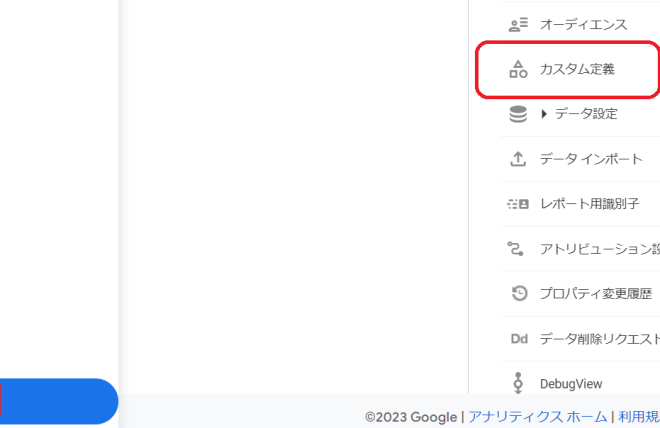 オーディエンス
カスタム定義
データ設定
データ インポート
レポート用識別子
アトリビューション設
プロパティ変更履歴
Dd データ削除リクエスト
DebugView
©2023 Google | アナリティクス ホーム | 利用規